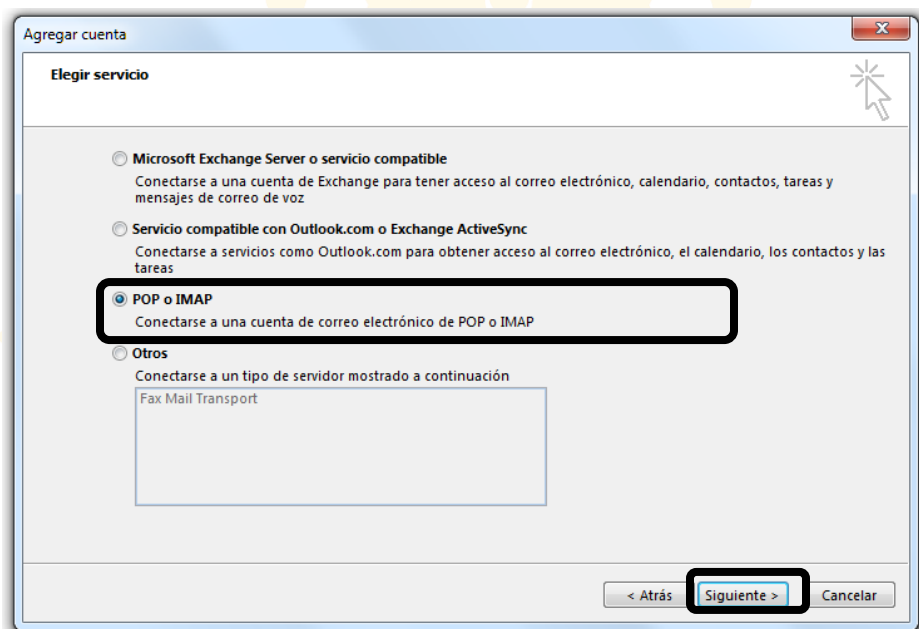 Agregar cuenta
Elegir servicio
Microsoft Exchange Server o servicio compatible
Conectarse a una cuenta de Exchange para tener acceso al correo electrónico, calendario, contactos, tareas y
mensajes de correo de voz
Servicio compatible con Outlook.com o Exchange ActiveSync
Conectarse a servicios como Outlook.com para obtener acceso al correo electrónico, el calendario, los contactos y las
tareas
POP o IMAP
Conectarse a una cuenta de correo electrónico de POP o IMAP
Otros
Conectarse a un tipo de servidor mostrado a continuación
Fax Mail Transport
< Atrás Siguiente > Cancelar